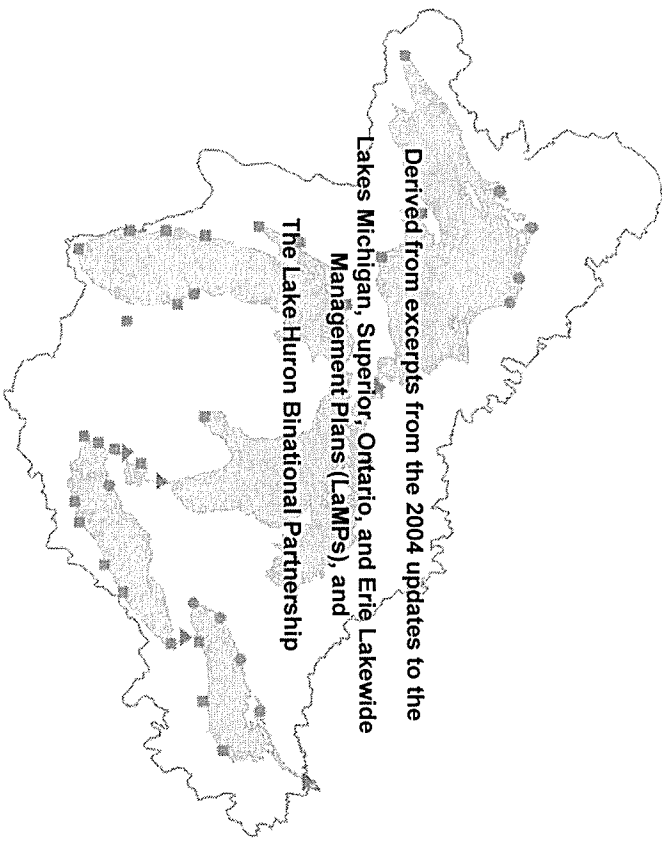 Derived from excerpts from the 2004 updates to the
Lakes Michigan, Superior, Ontario, and Erie Lakewide
Management Plans (LaMPs), and
The Lake Huron Binational Partnership